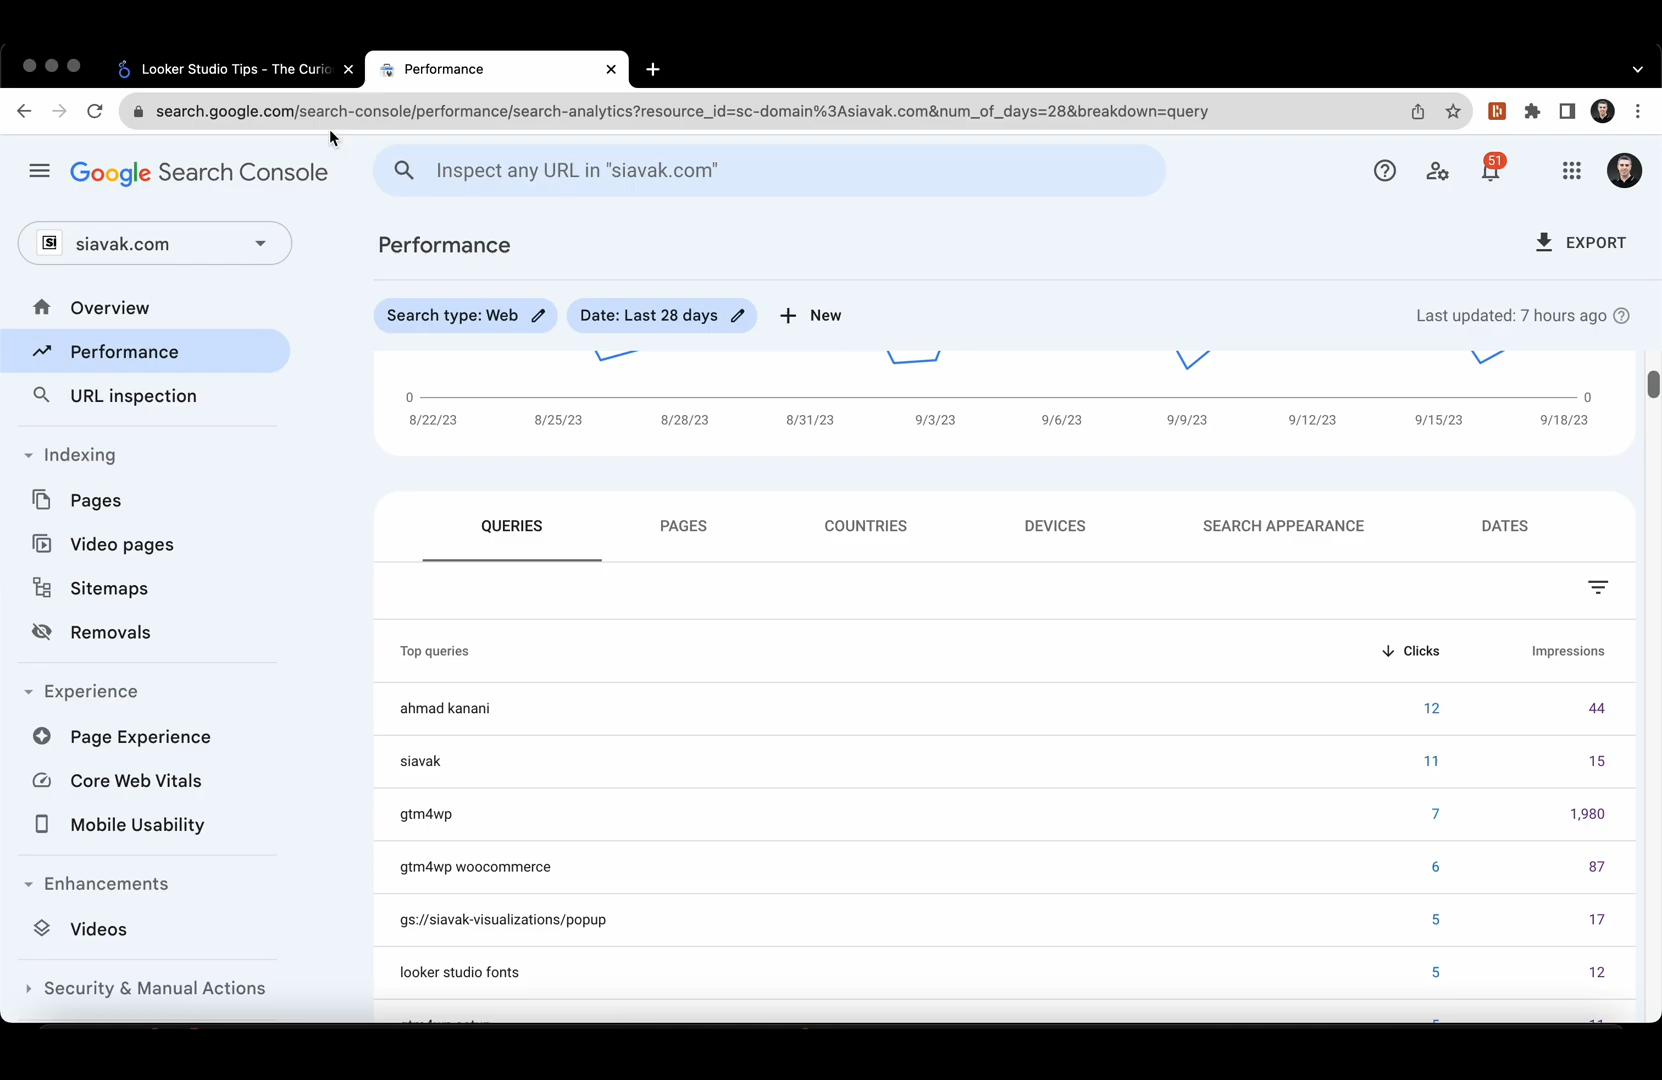 Looker Studio Tips - The Curio
Performance
search.google.com/search-console/performance/search-analytics?resource_id=sc-domain%3Asiavak.com&num_of_days=28&breakdown=query
Google Search Console
Inspect any URL in "siavak.com"
51
Si siavak.com
Performance
EXPORT
Overview
Performance
URL inspection
Indexing
Pages
Video pages
Sitemaps
Removals
Experience
Page Experience
Core Web Vitals
Mobile Usability
Enhancements
Videos
Security & Manual Actions
Search type: Web
Date: Last 28 days
New
Last updated: 7 hours ago
0 0
8/22/23 8/25/23 8/28/23 8/31/23 9/3/23 9/6/23 9/9/23 9/12/23 9/15/23 9/18/23
QUERIES PAGES COUNTRIES DEVICES SEARCH APPEARANCE DATES
Top queries Clicks Impressions
ahmad kanani 12 44
siavak 11 15
gtm4wp 7 1,980
gtm4wp woocommerce 6 87
gs://siavak-visualizations/popup 5 17
looker studio fonts 5 12